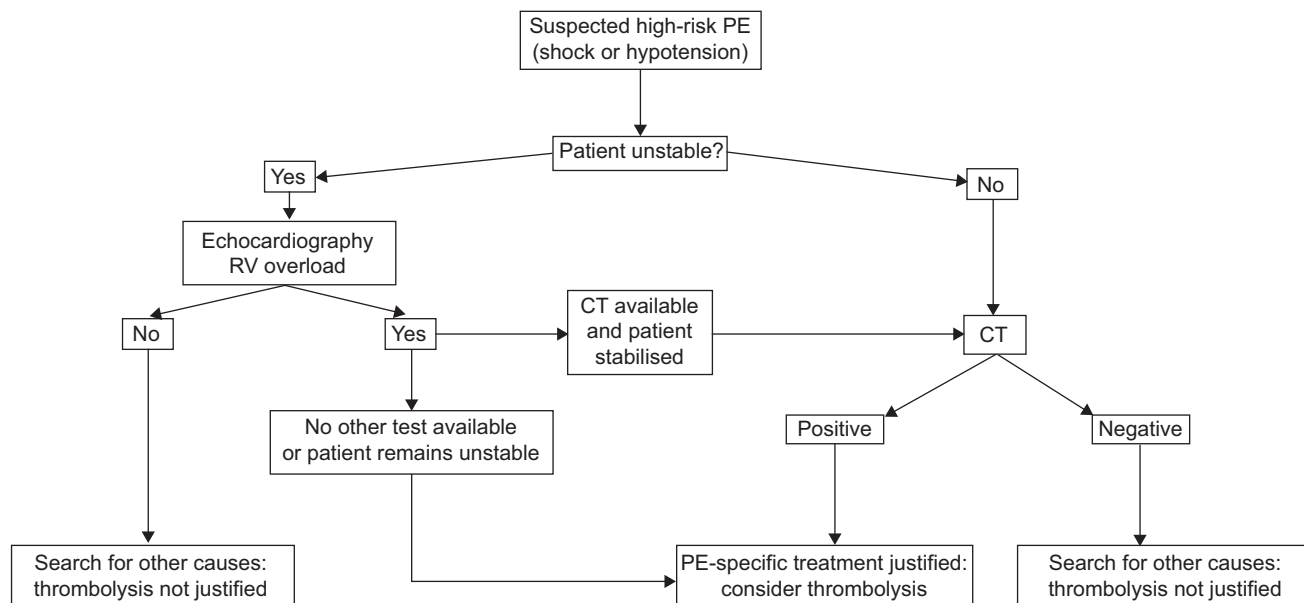 Suspected high-risk PE
(shock or hypotension)
Patient unstable?
Yes
No
Echocardiography
RV overload
No
Yes
CT available
and patient
stabilised
CT
No other test available
or patient remains unstable
Positive
Negative
Search for other causes:
thrombolysis not justified
PE-specific treatment justified:
consider thrombolysis
Search for other causes:
thrombolysis not justified